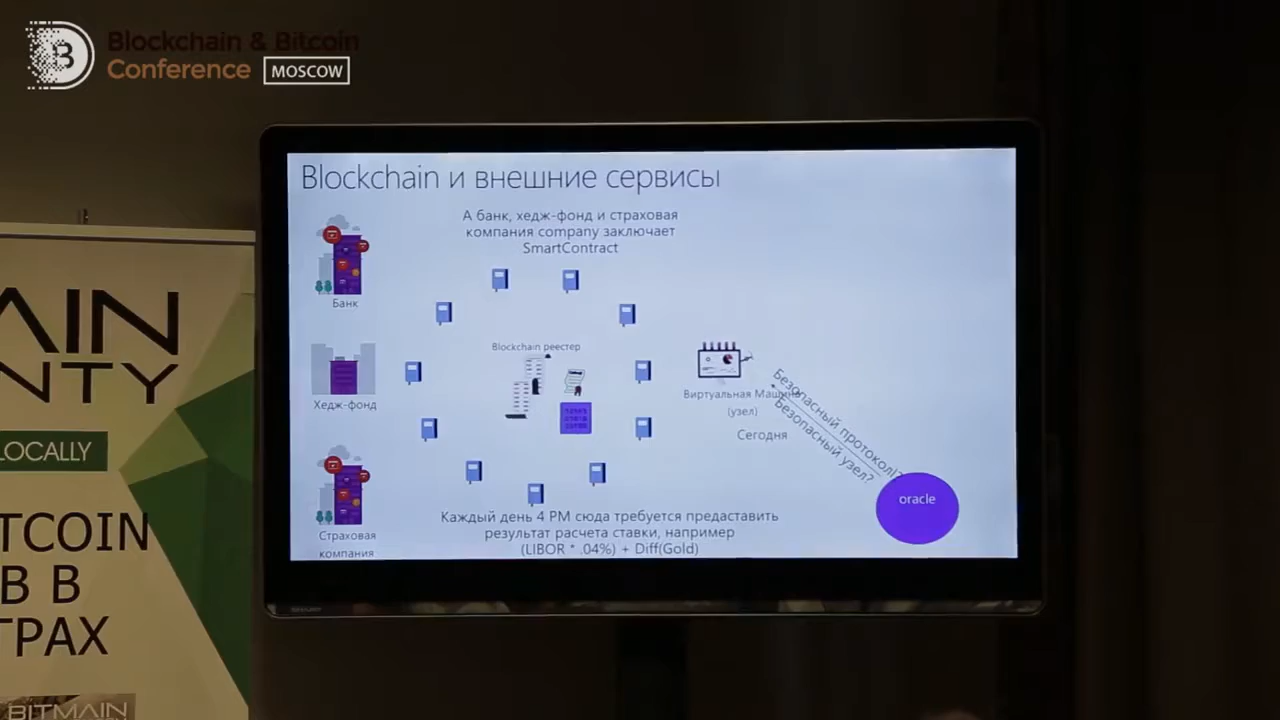 Blockchain & Bitcoin
Conference MOSCOW
Blockchain и внешние сервисы
А банк, хедж-фонд и страховая
компания company заключает
SmartContract
Банк
Blockchain реестер
Хедж-фонд
Виртуальная Машина
(узел)
Сегодня
Безопасный протокол?
Безопасный узел?
oracle
Страховая
компания
Каждый день 4 PM сюда требуется предаставить
результат расчета ставки, например
(LIBOR * .04%) + Diff(Gold)
AIN
NTY
LOCALLY
TCOIN
В В
ТРАХ
BITMAIN